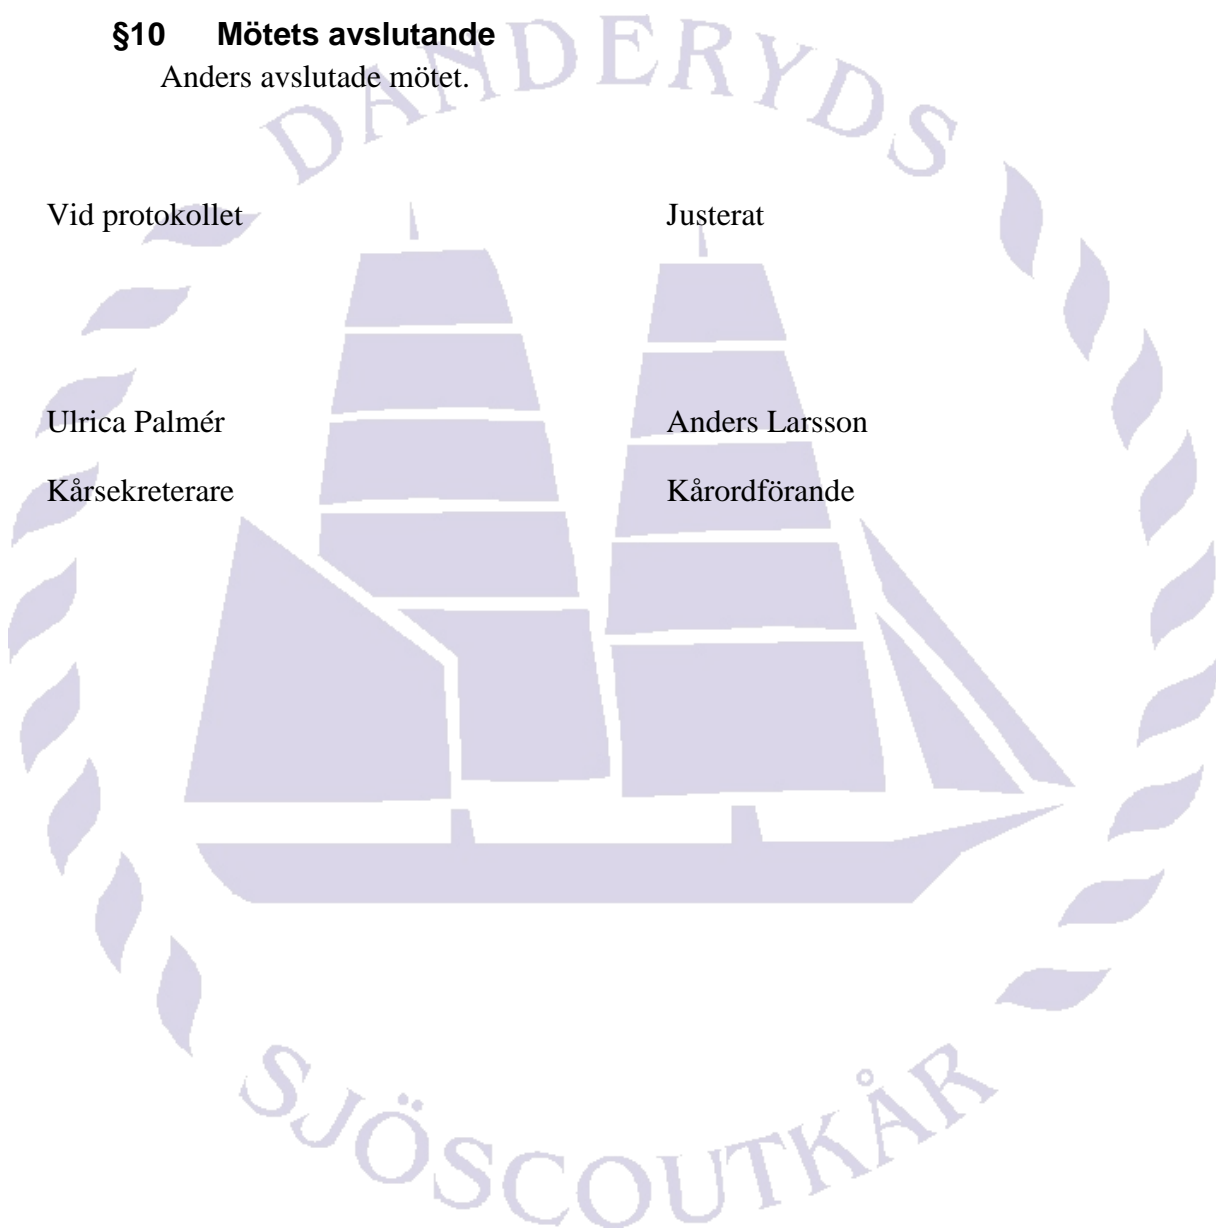 §10 Mötets avslutande
Anders avslutade mötet.
DANDERYDS
Vid protokollet Justerat
Ulrica Palmér Anders Larsson
Kårsekreterare Kårordförande
SJÖSCOUTKÅR